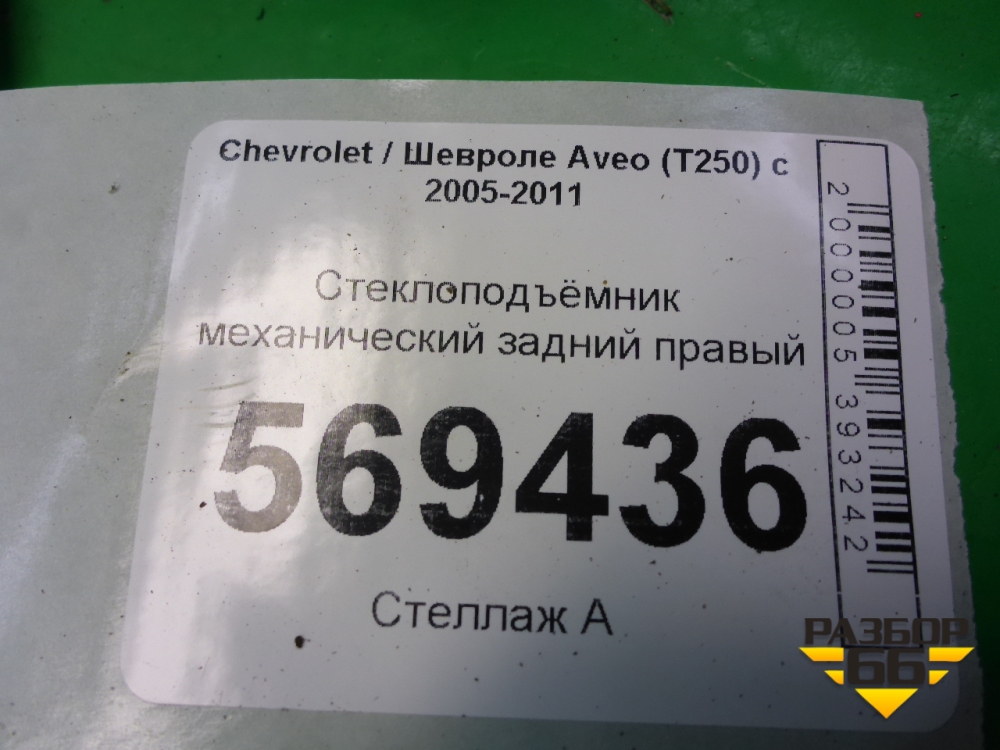 Chevrolet / Шевроле Aveo (T250) с
2005-2011
Стеклоподъёмник
механический задний правый
569436
Стеллаж А
2000005393242
РАЗБОР
66